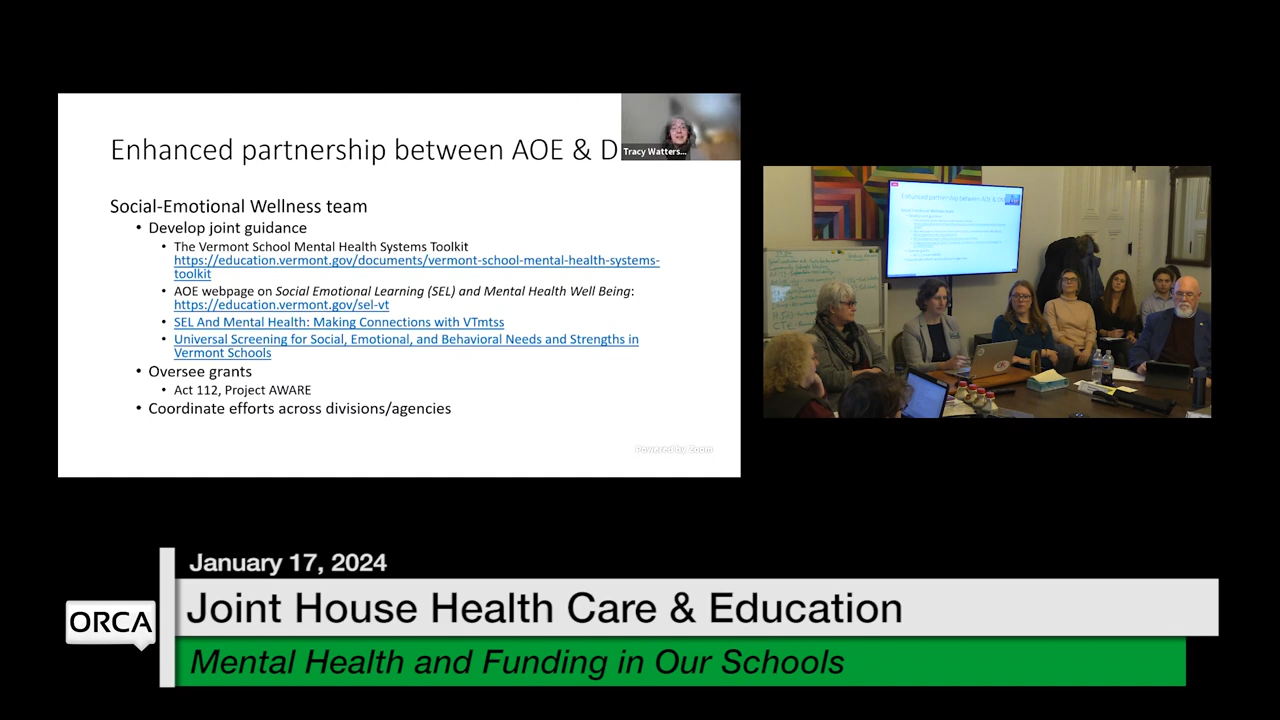 Enhanced partnership between AOE & D
Tracy Watters...
Social-Emotional Wellness team
• Develop joint guidance
• The Vermont School Mental Health Systems Toolkit
https://education.vermont.gov/documents/vermont-school-mental-health-systems-
toolkit
• AOE webpage on Social Emotional Learning (SEL) and Mental Health Well Being:
https://education.vermont.gov/sel-vt
• SEL And Mental Health: Making Connections with VTmtss
• Universal Screening for Social, Emotional, and Behavioral Needs and Strengths in
Vermont Schools
• Oversee grants
• Act 112, Project AWARE
• Coordinate efforts across divisions/agencies
Powered by Zoom
January 17, 2024
ORCA
Joint House Health Care & Education
Mental Health and Funding in Our Schools